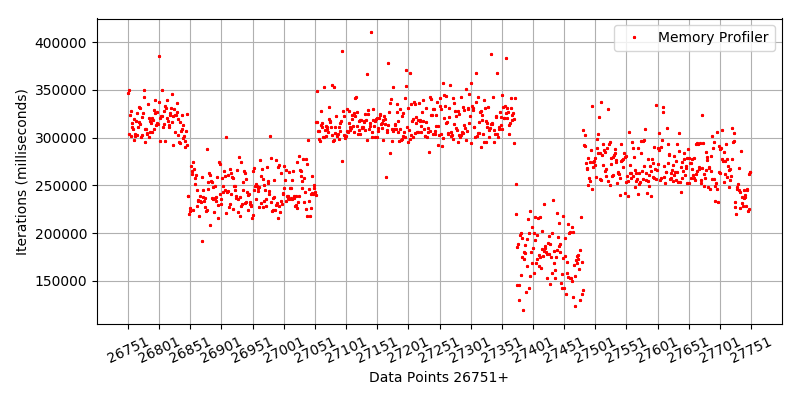 Memory Profiler
Iterations (milliseconds)
400000
350000
300000
250000
200000
150000
26751 26801 26851 26901 26951 27001 27051 27101 27151 27201 27251 27301 27351 27401 27451 27501 27551 27601 27651 27701 27751
Data Points 26751+